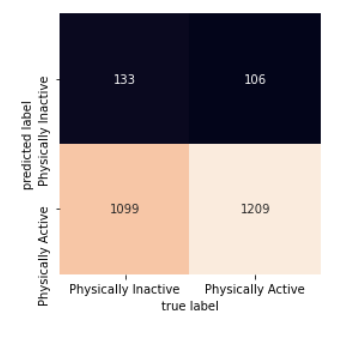 predicted label
Physically Inactive
Physically Active
133
106
1099
1209
Physically Inactive
Physically Active
true label